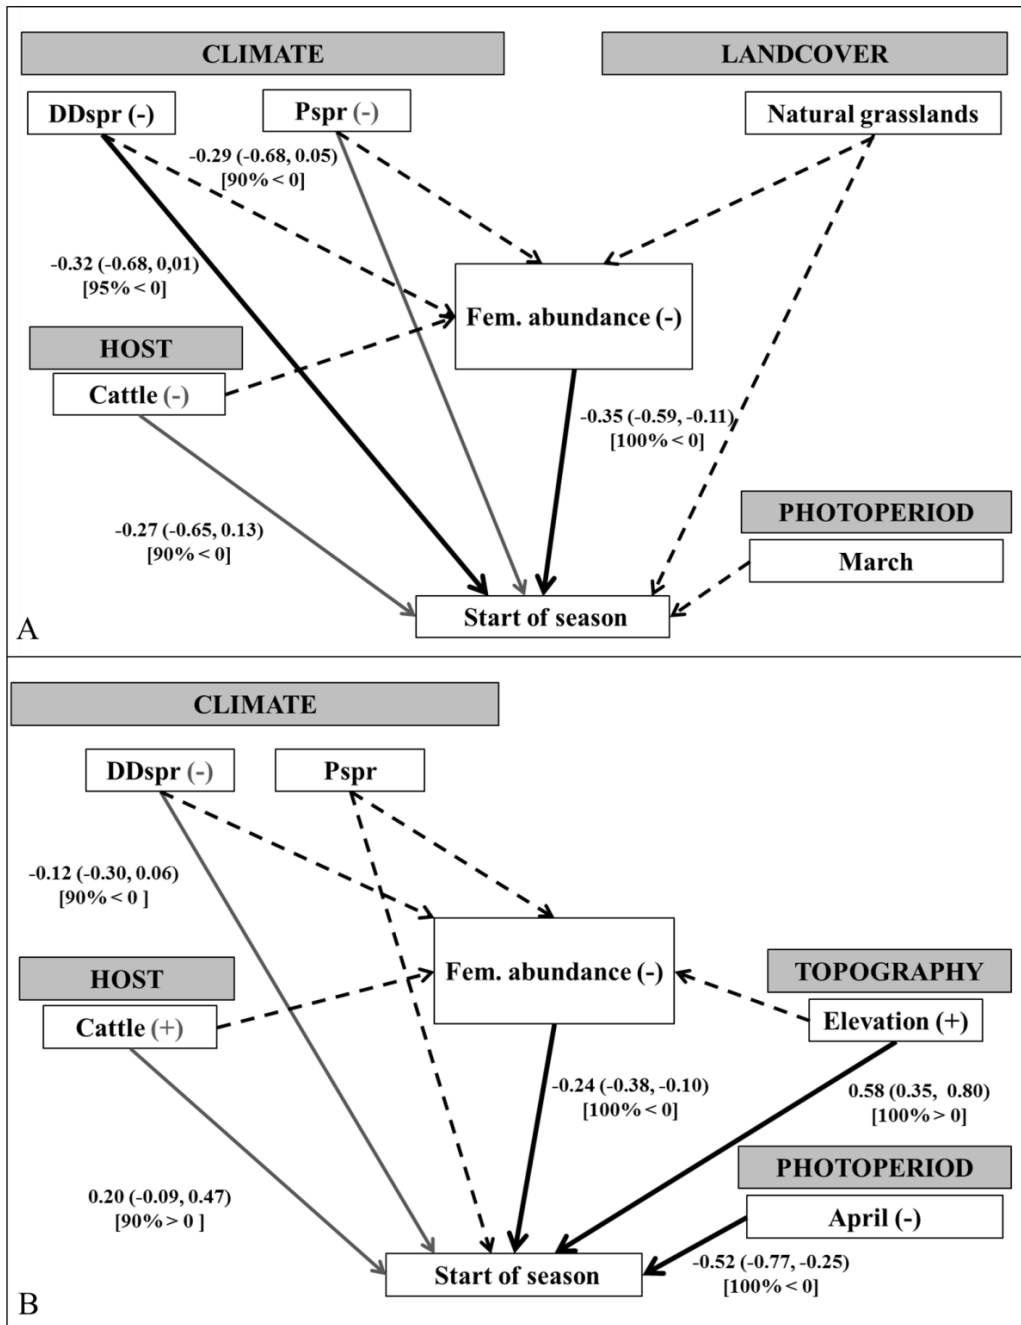 CLIMATE
LANDCOVER
DDspr (-)
Pspr (-)
Natural grasslands
-0.29 (-0.68, 0.05)
[90% < 0]
-0.32 (-0.68, 0,01)
[95% < 0]
Fem. abundance (-)
HOST
Cattle (-)
-0.35 (-0.59, -0.11)
[100% < 0]
-0.27 (-0.65, 0.13)
[90% < 0]
PHOTOPERIOD
March
Start of season
A
CLIMATE
DDspr (-)
Pspr
-0.12 (-0.30, 0.06)
[90% < 0 ]
Fem. abundance (-)
HOST
Cattle (+)
TOPOGRAPHY
Elevation (+)
-0.24 (-0.38, -0.10)
[100% < 0]
0.58 (0.35, 0.80)
[100% > 0]
PHOTOPERIOD
April (-)
0.20 (-0.09, 0.47)
[90% > 0 ]
-0.52 (-0.77, -0.25)
[100% < 0]
Start of season
B